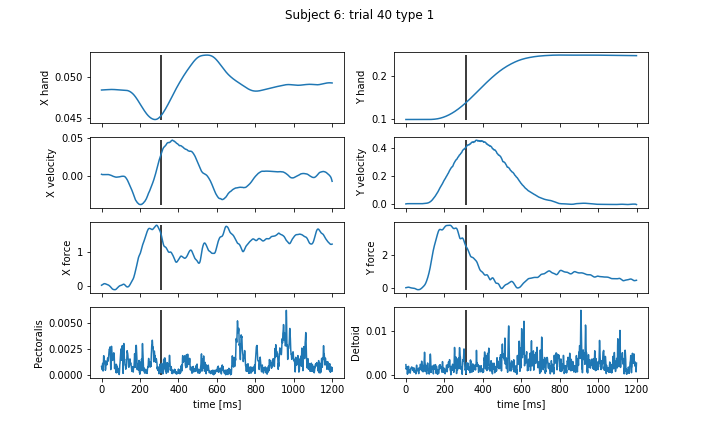 Subject 6: trial 40 type 1
X hand
0.050
0.045
Y hand
0.2
0.1
X velocity
0.05
0.00
Y velocity
0.4
0.2
0.0
X force
1
0
Y force
2
0
Pectoralis
0.0050
0.0025
0.0000
0 200 400 600 800 1000 1200
time [ms]
Deltoid
0.01
0.00
0 200 400 600 800 1000 1200
time [ms]